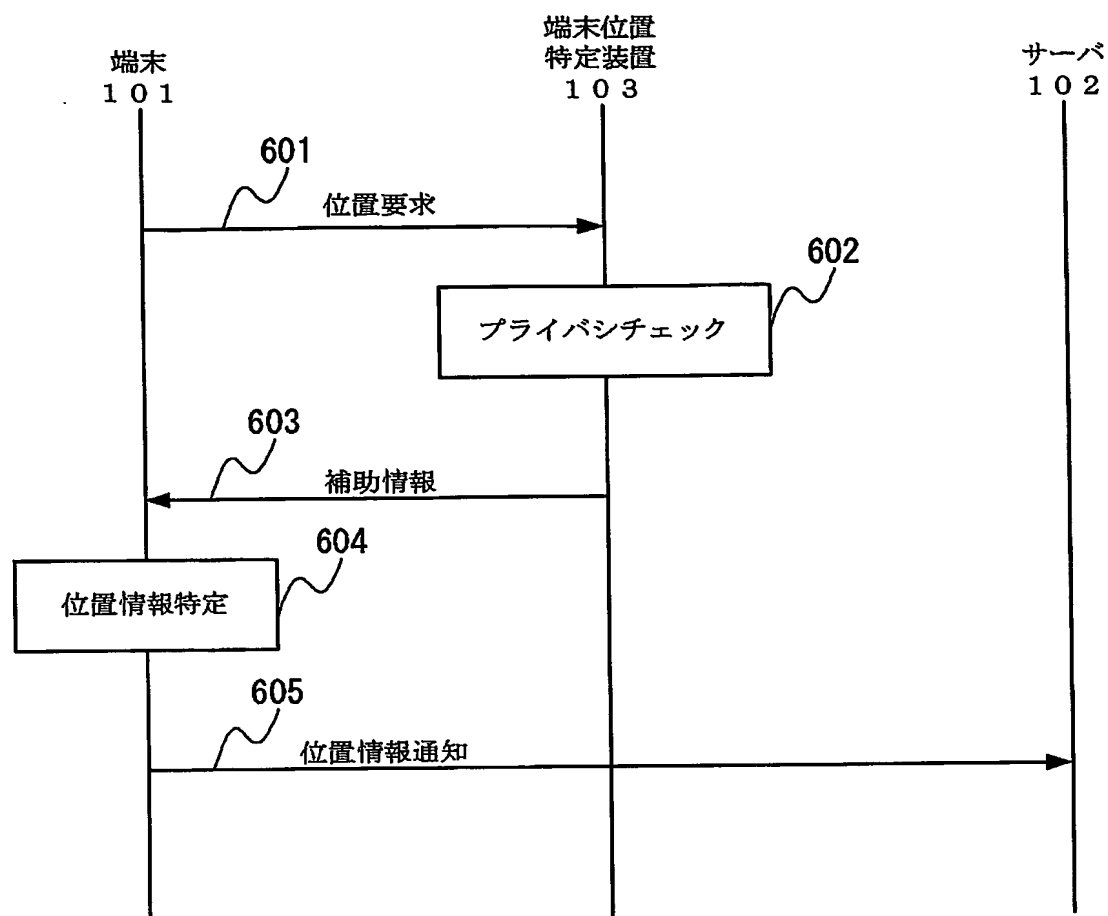 端末
101
端末位置
特定装置
103
サーバ
102
601
位置要求
602
プライバシチェック
603
補助情報
604
位置情報特定
605
位置情報通知